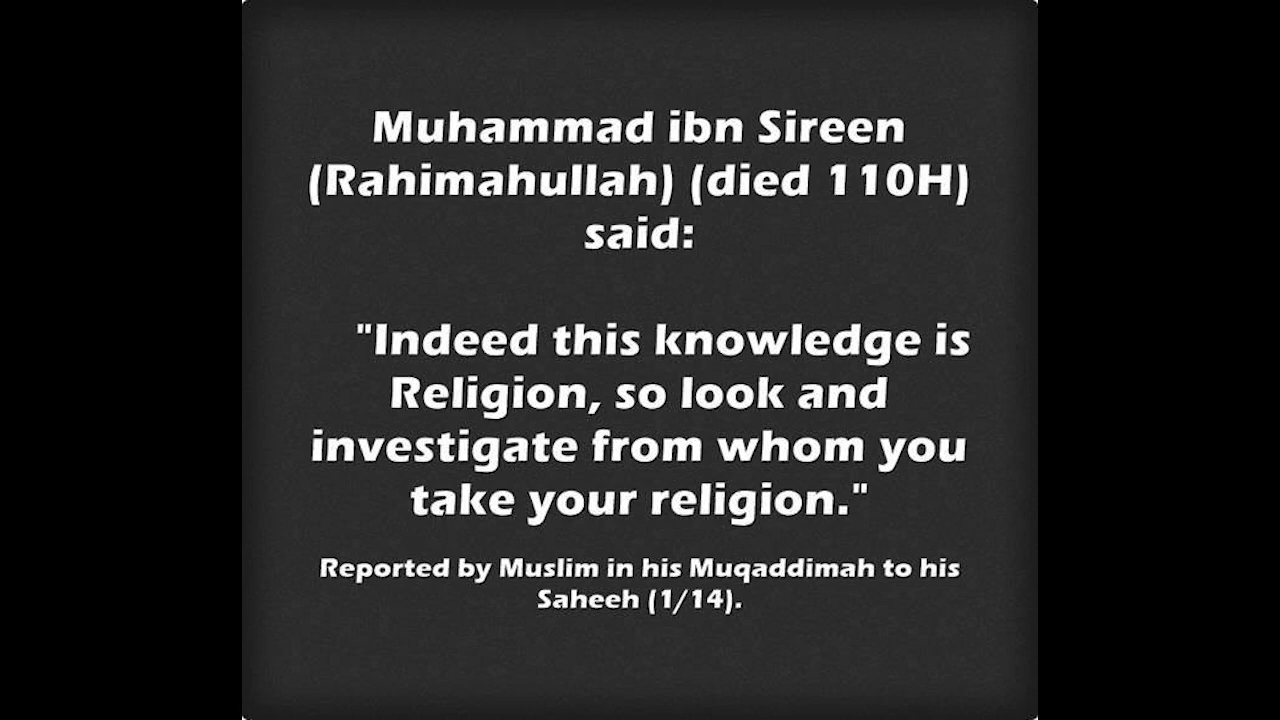 Muhammad ibn Sireen
(Rahimahullah) (died 110H)
said:
"Indeed this knowledge is
Religion, so look and
investigate from whom you
take your religion."
Reported by Muslim in his Muqaddimah to his
Saheeh (1/14).